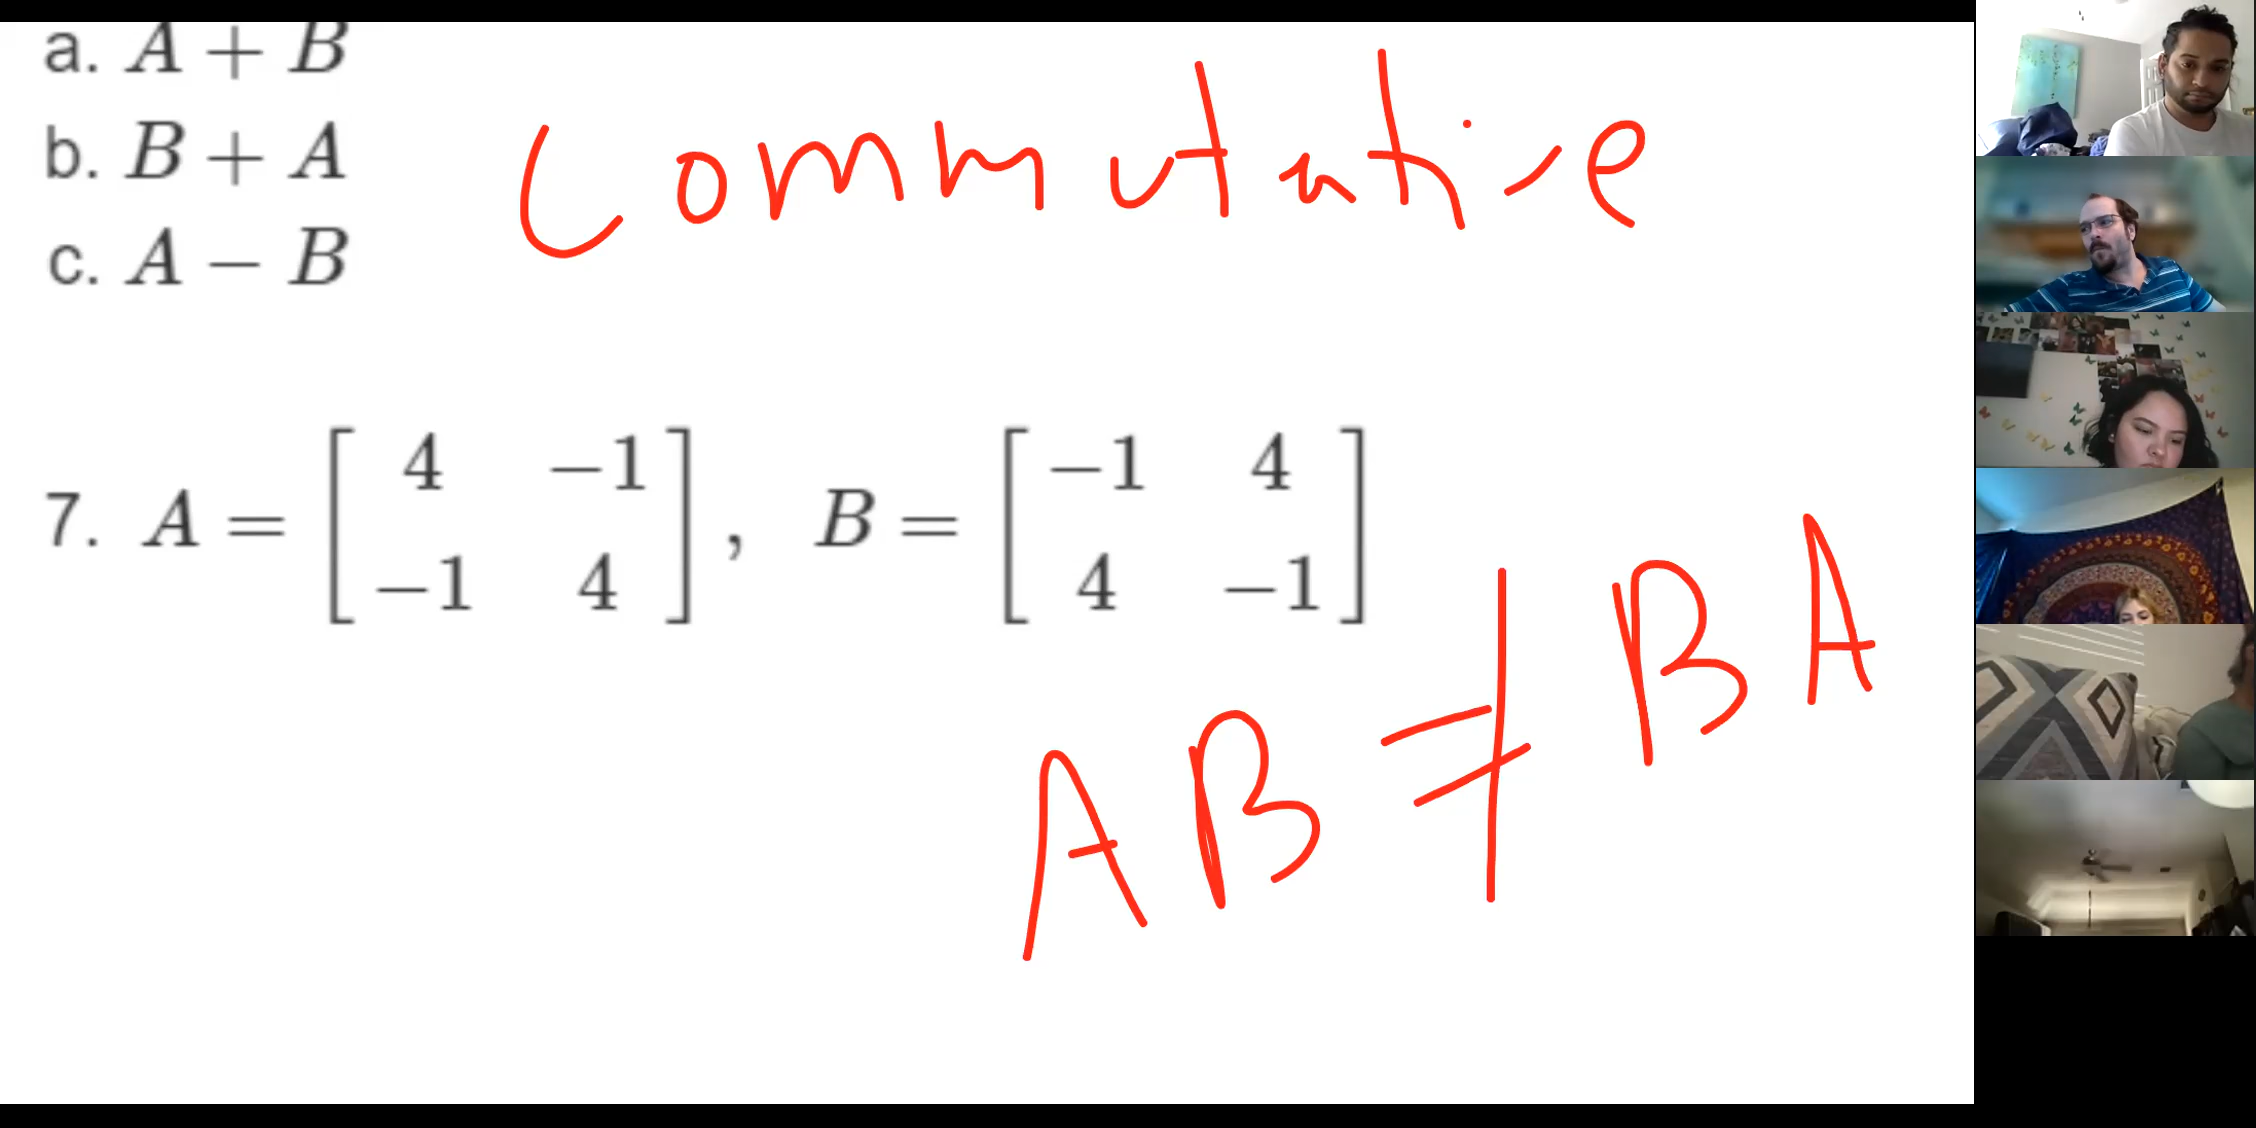 a. A + B
b. B + A
c. A − B
Commutative
7. A = [ 4 −1 ], B = [ −1 4 ]
−1 4 4 −1
AB ≠ BA